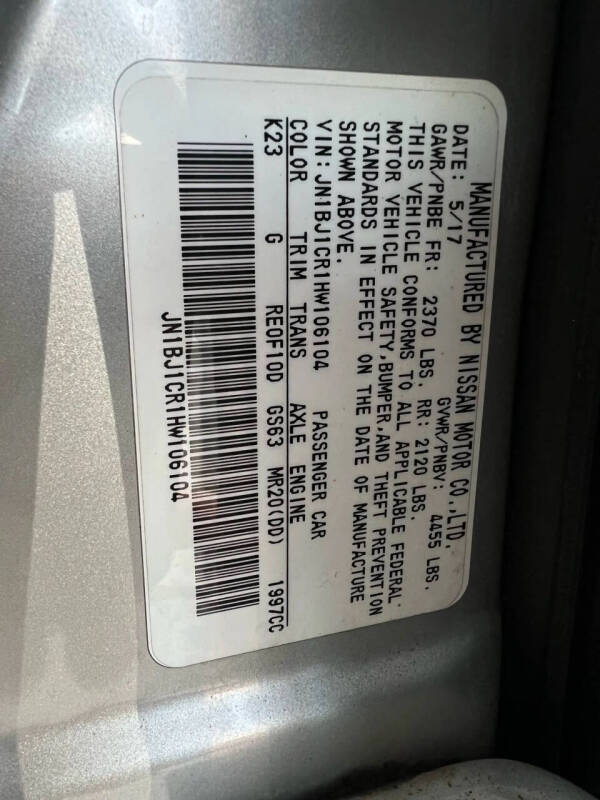 MANUFACTURED BY NISSAN MOTOR CO.,LTD.
DATE: 5/17 GVWR/PNBV: 4455 LBS.
GAWR/PNBE FR: 2370 LBS. RR: 2120 LBS.
THIS VEHICLE CONFORMS TO ALL APPLICABLE FEDERAL
MOTOR VEHICLE SAFETY,BUMPER,AND THEFT PREVENTION
STANDARDS IN EFFECT ON THE DATE OF MANUFACTURE
SHOWN ABOVE.
VIN:JN1BJ1CR1HW106104 PASSENGER CAR
COLOR TRIM TRANS AXLE ENGINE
K23 G RE0F10D GS63 MR20(DD) 1997CC
JN1BJ1CR1HW106104